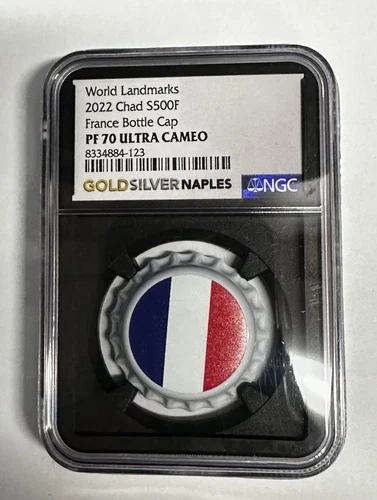 World Landmarks
2022 Chad S500F
France Bottle Cap
PF 70 ULTRA CAMEO
8334884-123
GOLDSILVER NAPLES
NGC